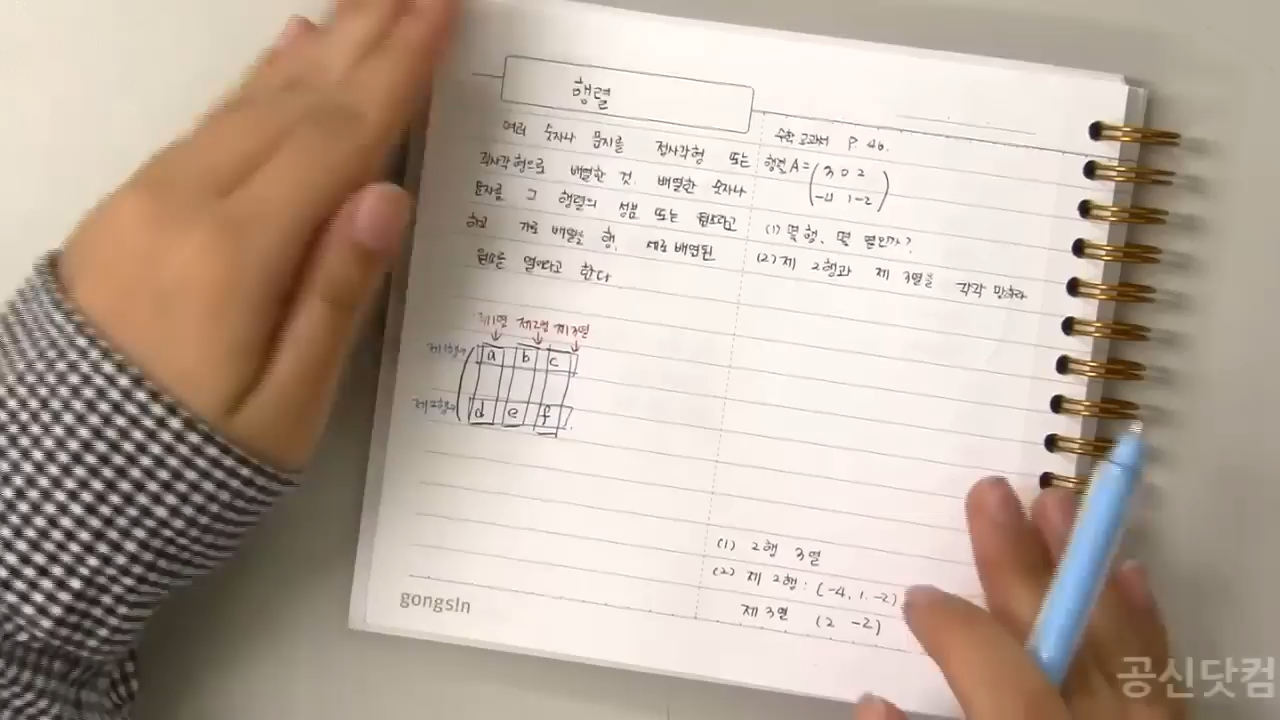 행렬
여러 숫자나 문자를 정사각형 또는
직사각형으로 배열한 것. 배열한 숫자나
문자를 그 행렬의 성분 또는 원소라고
하고 가로 배열을 행, 세로 배열된
원소를 열이라고 한다
제1열 제2열 제3열
제1행→ a b c
제2행→ d e f
수학 교과서 P. 46.
행렬 A = ( 3 0 2
-4 1 -2 )
(1) 몇 행, 몇 열인가?
(2) 제 2행과 제 3열을 각각 말하라
(1) 2행 3열
(2) 제 2행 : (-4, 1, -2)
제 3열 (2 -2)
gongsin
공신닷컴